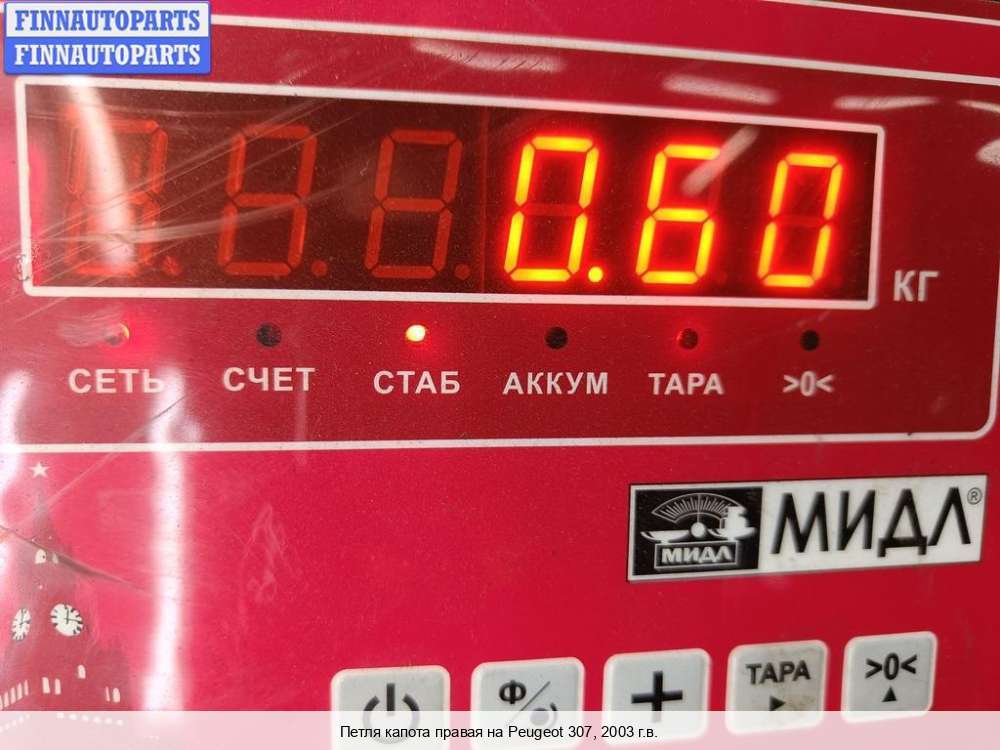 FINNAUTOPARTS
FINNAUTOPARTS
0.60
КГ
СЕТЬ СЧЕТ СТАБ АККУМ ТАРА >0<
МИДЛ МИДЛ®
Ф + ТАРА >0<
Петля капота правая на Peugeot 307, 2003 г.в.